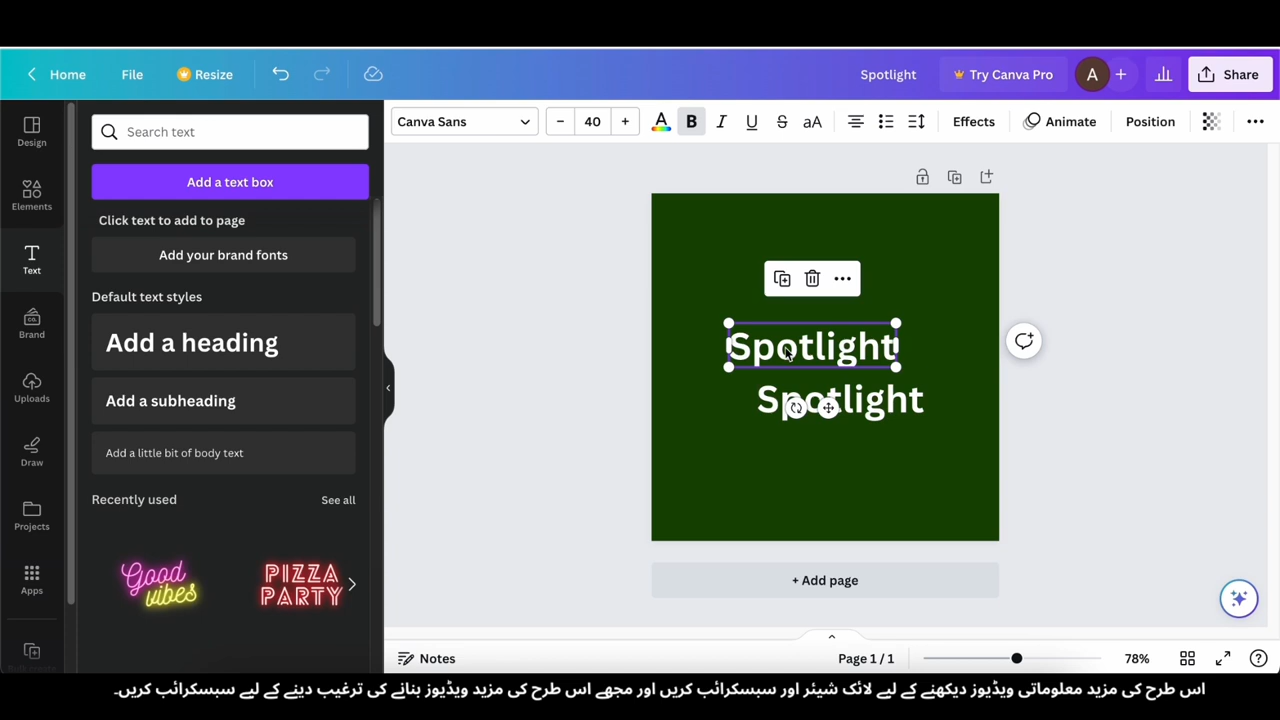 Home File Resize Spotlight Try Canva Pro A Share
Search text Canva Sans 40 A B I U S aA Effects Animate Position
Design
Add a text box
Elements
Click text to add to page
Add your brand fonts
Text
Default text styles
Add a heading
Brand
Add a subheading
Uploads
Add a little bit of body text
Draw
Recently used See all
Projects
Good vibes
PIZZA PARTY
Apps
Spotlight
Spotlight
+ Add page
Notes Page 1 / 1 78%
اس طرح کی مزید معلوماتی ویڈیوز دیکھنے کے لیے لائک شیئر اور سبسکرائب کریں اور مجھے اس طرح کی مزید ویڈیوز بنانے کی ترغیب دینے کے لیے سبسکرائب کریں۔